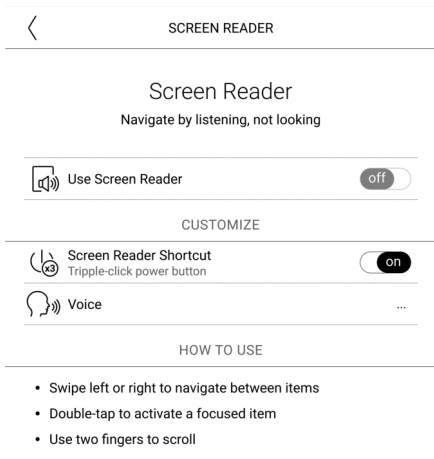 SCREEN READER
Screen Reader
Navigate by listening, not looking
Use Screen Reader
off
CUSTOMIZE
Screen Reader Shortcut
Tripple-click power button
x3
on
Voice
...
HOW TO USE
• Swipe left or right to navigate between items
• Double-tap to activate a focused item
• Use two fingers to scroll